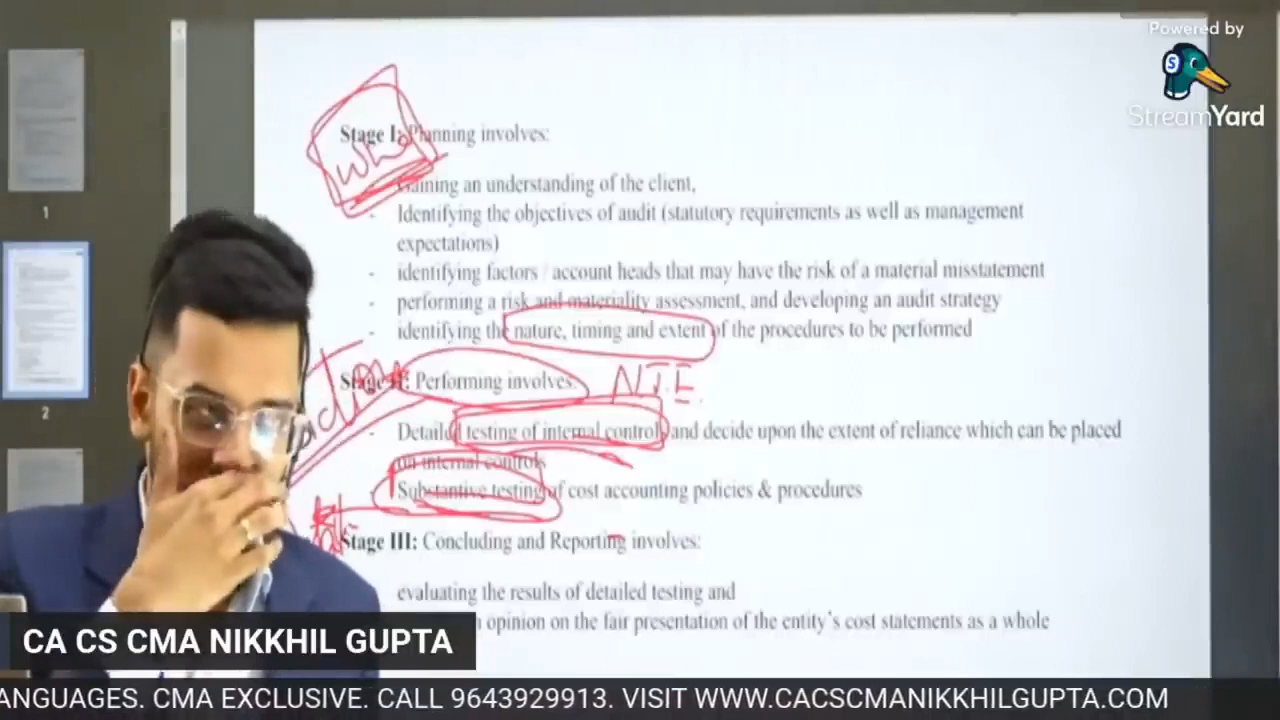 Powered by
StreamYard
Stage I: Planning involves:
who
Gaining an understanding of the client,
- Identifying the objectives of audit (statutory requirements as well as management
expectations)
- identifying factors / account heads that may have the risk of a material misstatement
- performing a risk and materiality assessment, and developing an audit strategy
- identifying the nature, timing and extent of the procedures to be performed
Stage II: Performing involves:
N.T.E.
- Detailed testing of internal control and decide upon the extent of reliance which can be placed
on internal controls
Substantive testing of cost accounting policies & procedures
Stage III: Concluding and Reporting involves:
evaluating the results of detailed testing and
opinion on the fair presentation of the entity's cost statements as a whole
1
2
CA CS CMA NIKKHIL GUPTA
ANGUAGES. CMA EXCLUSIVE. CALL 9643929913. VISIT WWW.CACSCMANIKKHILGUPTA.COM